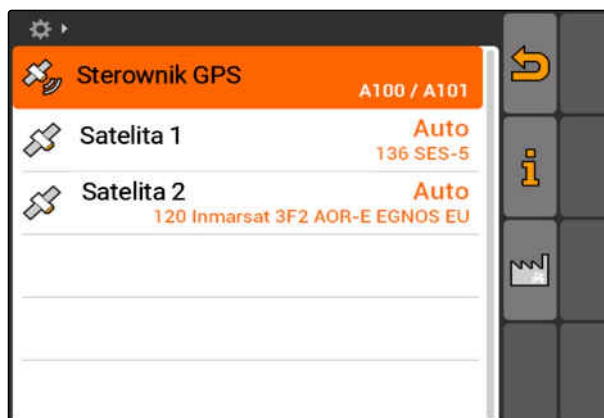 Sterownik GPS
A100 / A101
Satelita 1
Auto
136 SES-5
Satelita 2
Auto
120 Inmarsat 3F2 AOR-E EGNOS EU
i